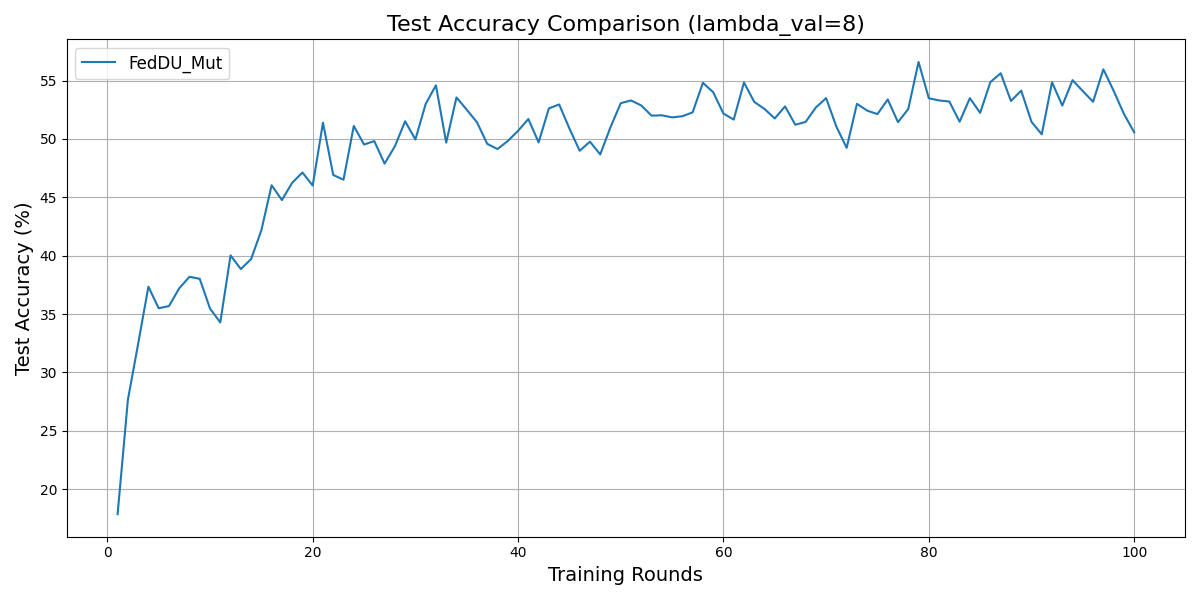 Test Accuracy Comparison (lambda_val=8)
FedDU_Mut
Test Accuracy (%)
55
50
45
40
35
30
25
20
0 20 40 60 80 100
Training Rounds